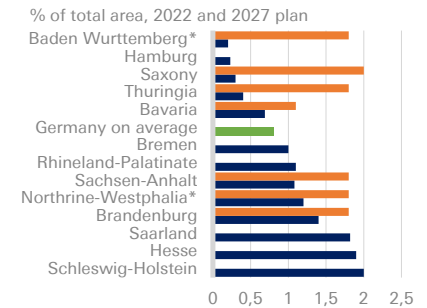 % of total area, 2022 and 2027 plan
Baden Wurttemberg*
Hamburg
Saxony
Thuringia
Bavaria
Germany on average
Bremen
Rhineland-Palatinate
Sachsen-Anhalt
Northrine-Westphalia*
Brandenburg
Saarland
Hesse
Schleswig-Holstein
0 0,5 1 1,5 2 2,5